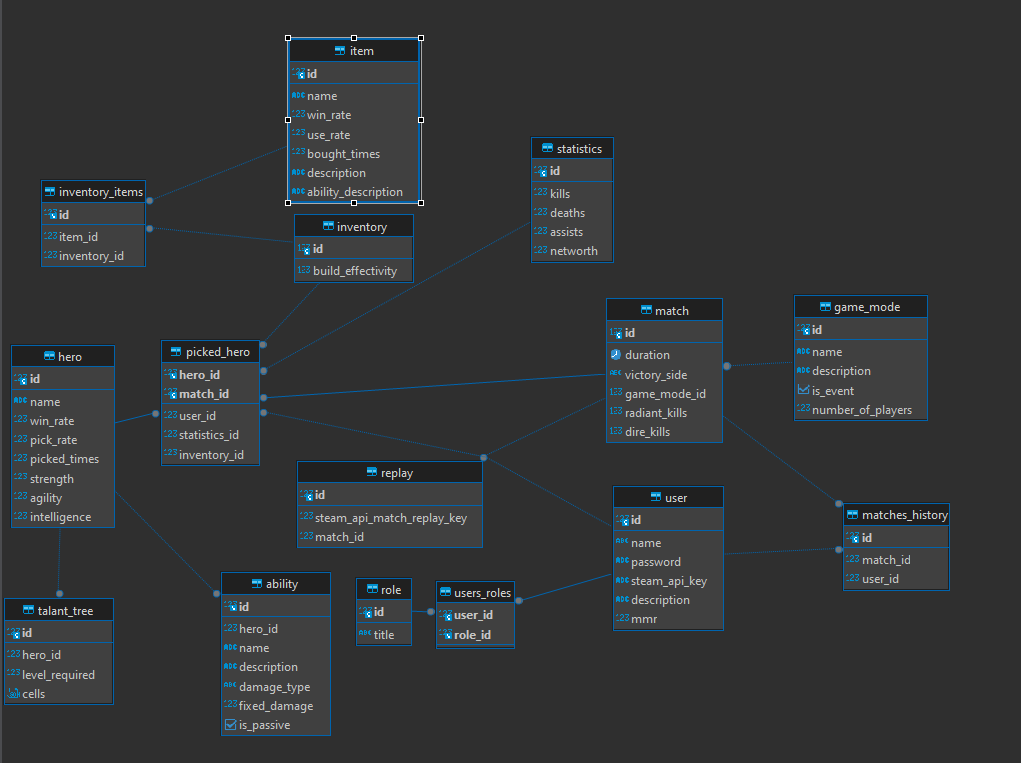 item
id
name
win_rate
use_rate
bought_times
description
ability_description
statistics
id
kills
deaths
assists
networth
inventory_items
id
item_id
inventory_id
inventory
id
build_effectivity
match
id
duration
victory_side
game_mode_id
radiant_kills
dire_kills
game_mode
id
name
description
is_event
number_of_players
hero
id
name
win_rate
pick_rate
picked_times
strength
agility
intelligence
picked_hero
hero_id
match_id
user_id
statistics_id
inventory_id
replay
id
steam_api_match_replay_key
match_id
user
id
name
password
steam_api_key
description
mmr
matches_history
id
match_id
user_id
talant_tree
id
hero_id
level_required
cells
ability
id
hero_id
name
description
damage_type
fixed_damage
is_passive
role
id
title
users_roles
user_id
role_id